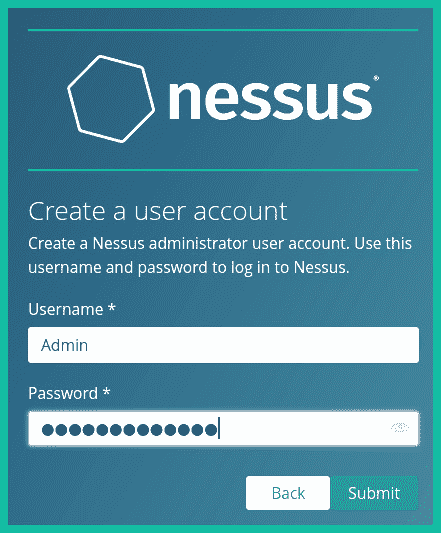 nessus®
Create a user account
Create a Nessus administrator user account. Use this
username and password to log in to Nessus.
Username *
Admin
Password *
●●●●●●●●●●●●●
Back Submit